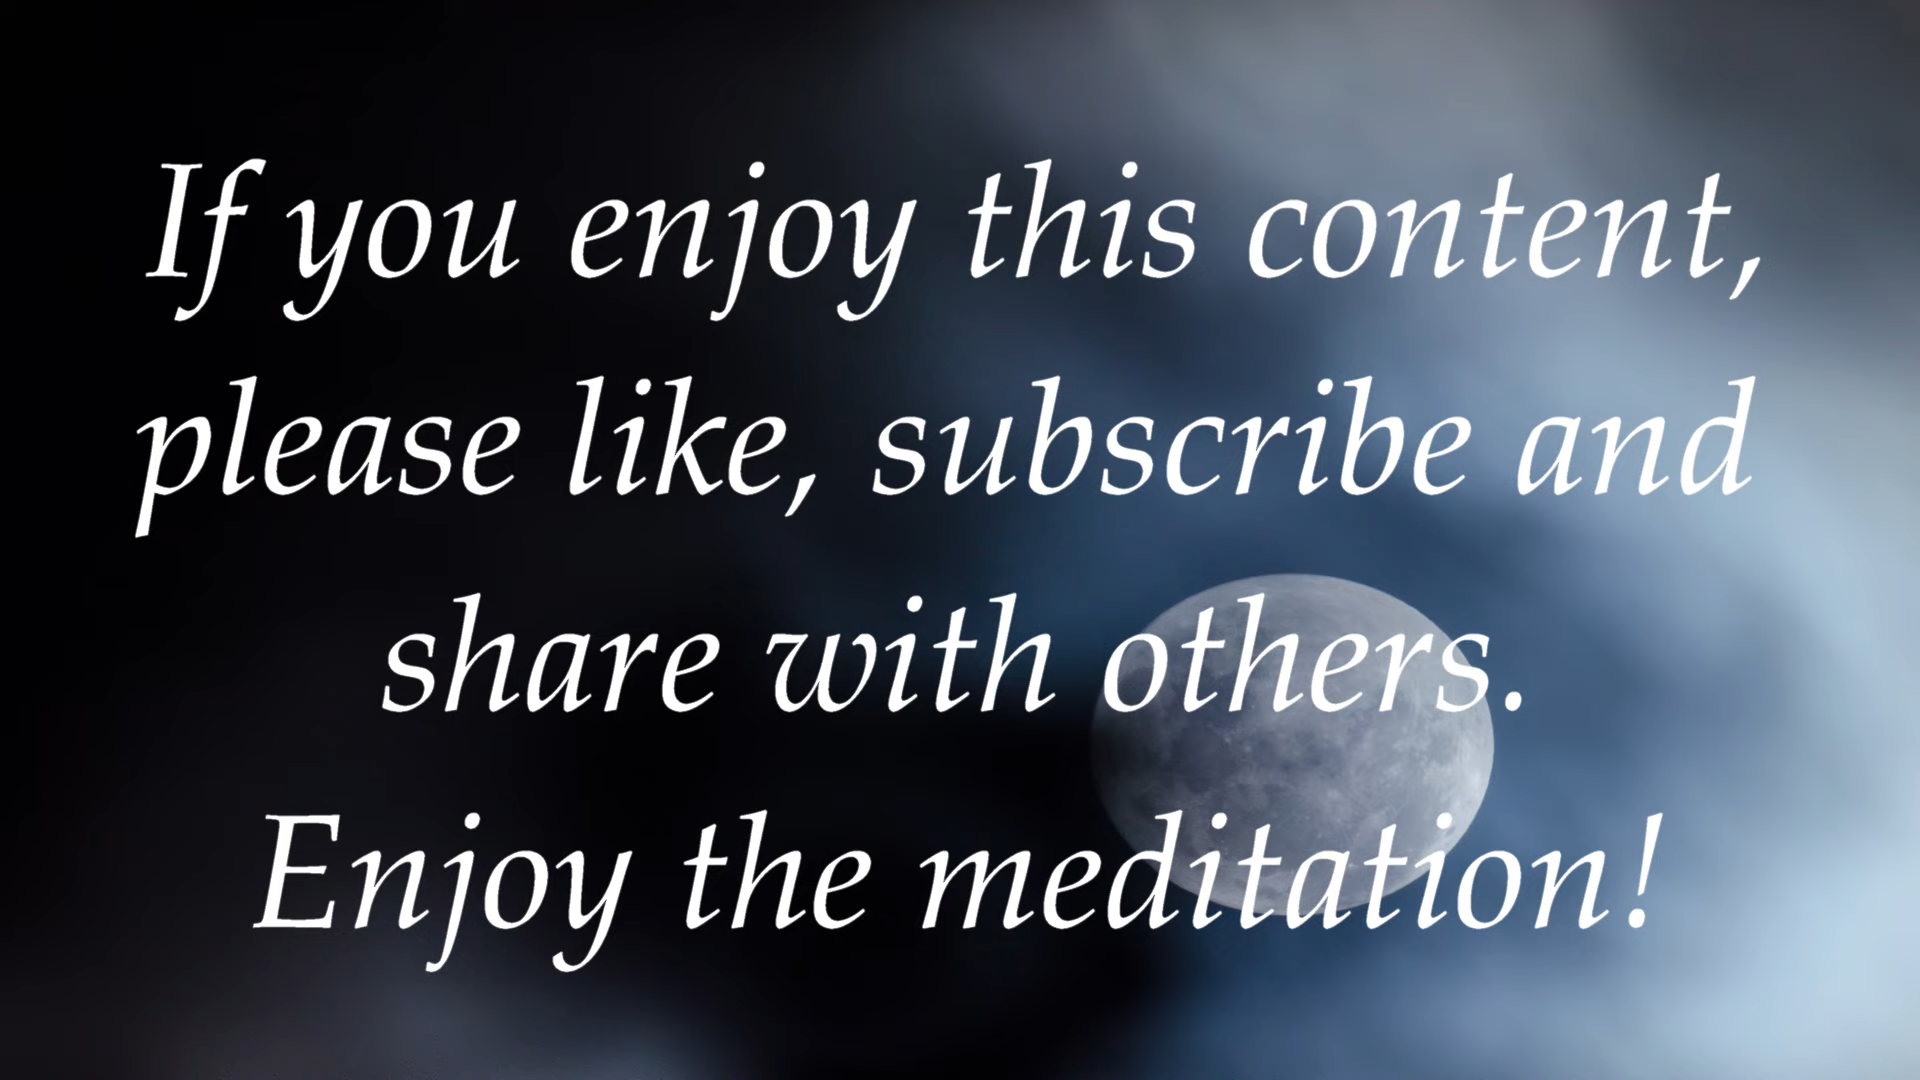 If you enjoy this content,
please like, subscribe and
share with others.
Enjoy the meditation!